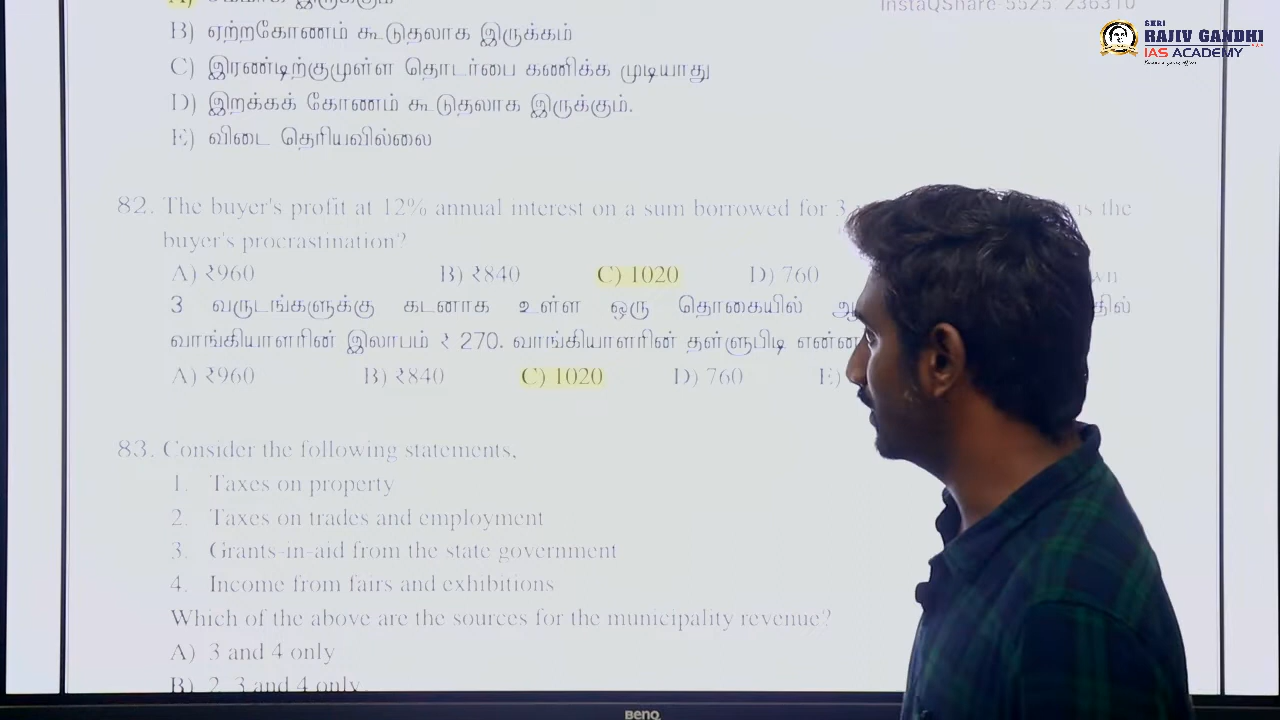 InstaQShare-5525 236310
SHRI
RAJIV GANDHI
IAS ACADEMY
B) ஏற்றகோணம் கூடுதலாக இருக்கம்
C) இரண்டிற்குமுள்ள தொடர்பை கணிக்க முடியாது
D) இறக்கக் கோணம் கூடுதலாக இருக்கும்.
E) விடை தெரியவில்லை
82. The buyer's profit at 12% annual interest on a sum borrowed for 3 is the
buyer's procrastination?
A) ₹960 B) ₹840 C) 1020 D) 760
3 வருடங்களுக்கு கடனாக உள்ள ஒரு தொகையில்
வாங்கியாளரின் இலாபம் ₹ 270. வாங்கியாளரின் தள்ளுபிடி என்ன
A) ₹960 B) ₹840 C) 1020 D) 760 E)
83. Consider the following statements,
1. Taxes on property
2. Taxes on trades and employment
3. Grants-in-aid from the state government
4. Income from fairs and exhibitions
Which of the above are the sources for the municipality revenue?
A) 3 and 4 only
B) 2, 3 and 4 only
BenQ